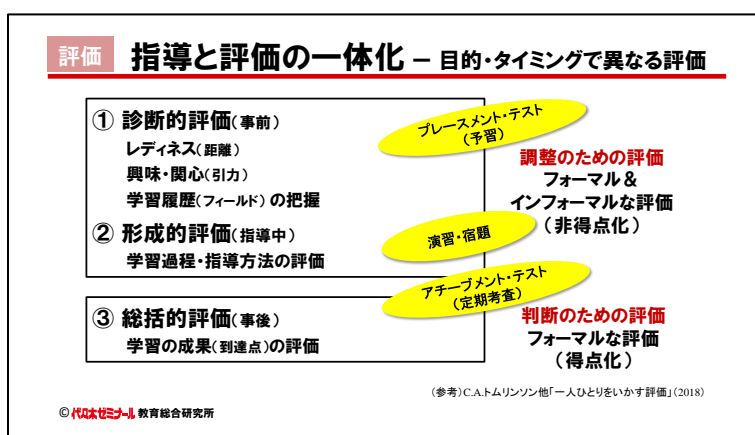 評価 指導と評価の一体化 – 目的・タイミングで異なる評価
① 診断的評価(事前)
レディネス(距離)
興味・関心(引力)
学習履歴(フィールド)の把握
プレースメント・テスト
(予習)
② 形成的評価(指導中)
学習過程・指導方法の評価
演習・宿題
調整のための評価
フォーマル&
インフォーマルな評価
(非得点化)
アチーブメント・テスト
(定期考査)
③ 総括的評価(事後)
学習の成果(到達点)の評価
判断のための評価
フォーマルな評価
(得点化)
(参考)C.A.トムリンソン他「一人ひとりをいかす評価」(2018)
© 代々木ゼミナール 教育総合研究所